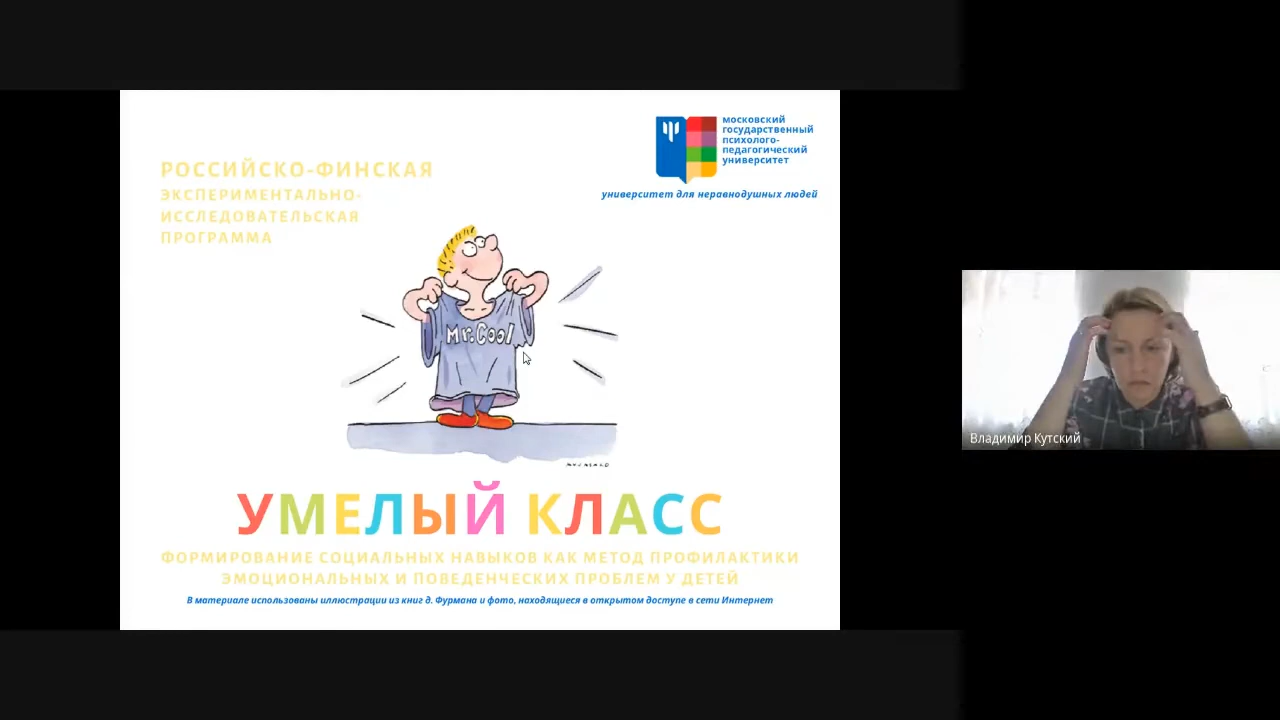 московский
государственный
психолого-
педагогический
университет
университет для неравнодушных людей
РОССИЙСКО-ФИНСКАЯ
ЭКСПЕРИМЕНТАЛЬНО-
ИССЛЕДОВАТЕЛЬСКАЯ
ПРОГРАММА
Mr.Cool
УМЕЛЫЙ КЛАСС
ФОРМИРОВАНИЕ СОЦИАЛЬНЫХ НАВЫКОВ КАК МЕТОД ПРОФИЛАКТИКИ
ЭМОЦИОНАЛЬНЫХ И ПОВЕДЕНЧЕСКИХ ПРОБЛЕМ У ДЕТЕЙ
В материале использованы иллюстрации из книг д. Фурмана и фото, находящиеся в открытом доступе в сети Интернет
Владимир Кутский